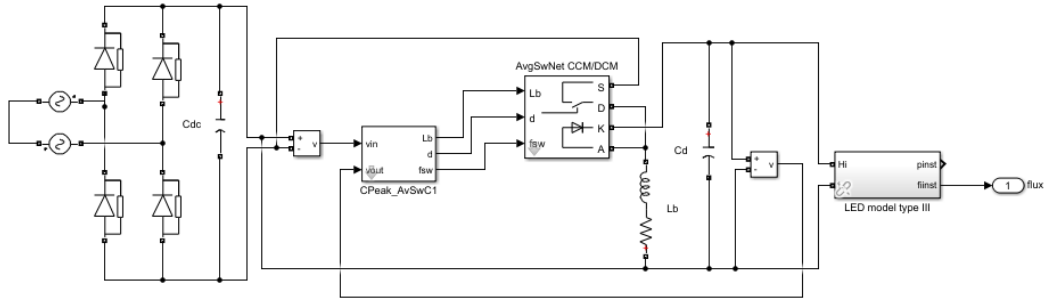 Cdc
+
-
v
vin
vout
Lb
d
fsw
CPeak_AvSwC1
AvgSwNet CCM/DCM
Lb
d
fsw
S
D
K
A
Lb
Cd
+
-
v
Hi
pinst
fiinst
LED model type III
1
flux